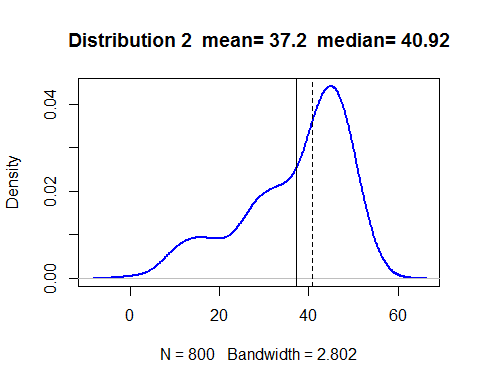 Distribution 2  mean= 37.2  median= 40.92
Density
0.04
0.02
0.00
0 20 40 60
N = 800   Bandwidth = 2.802